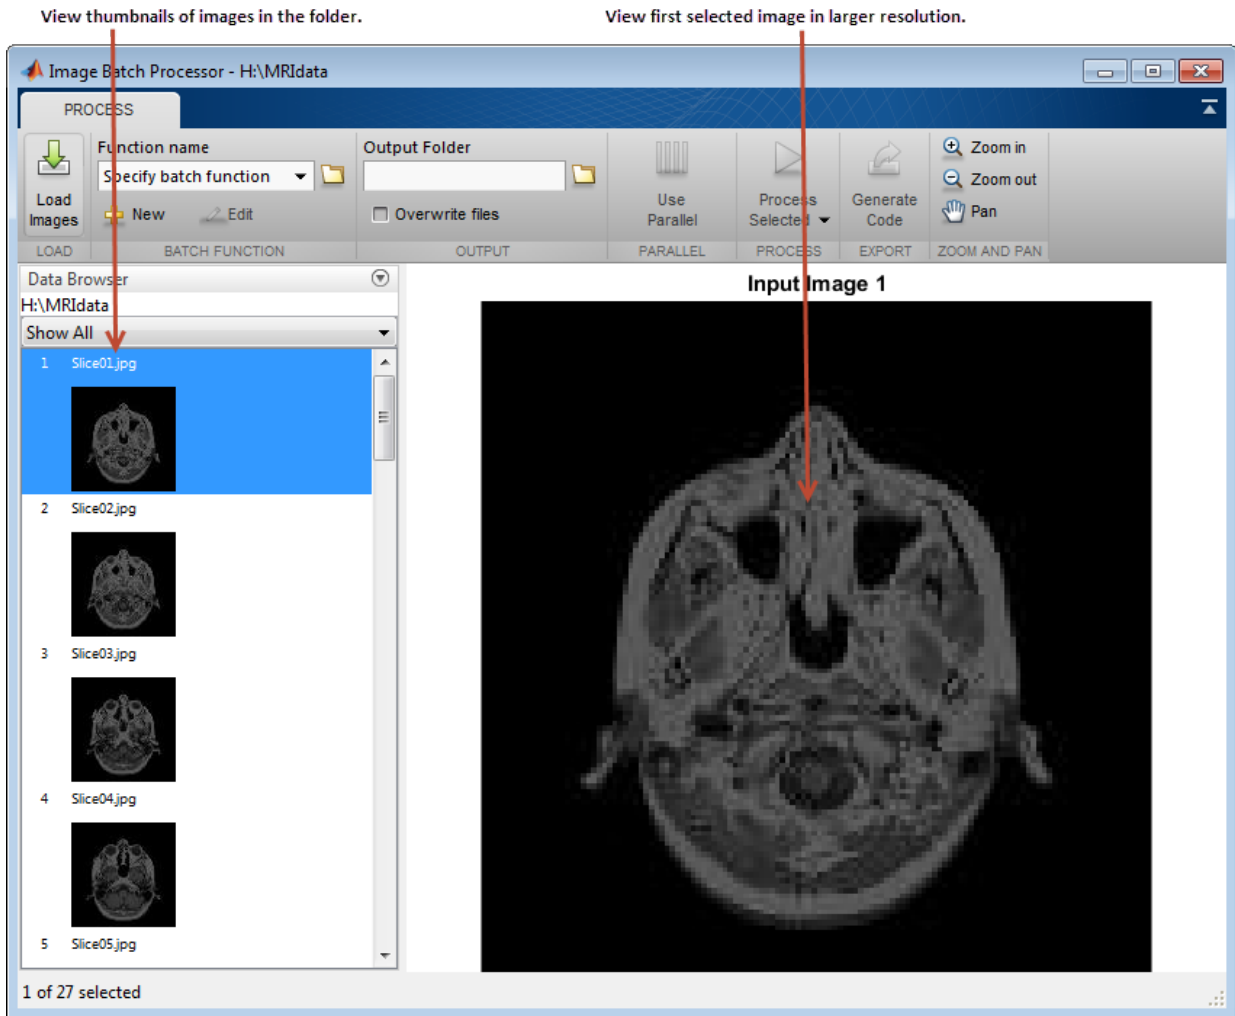 View thumbnails of images in the folder.
View first selected image in larger resolution.
Image Batch Processor - H:\MRIdata
PROCESS
Load
Images
LOAD
Function name
Specify batch function
New
Edit
BATCH FUNCTION
Output Folder
Overwrite files
OUTPUT
Use
Parallel
PARALLEL
Process
Selected
PROCESS
Generate
Code
EXPORT
Zoom in
Zoom out
Pan
ZOOM AND PAN
Data Browser
H:\MRIdata
Show All
1 Slice01.jpg
2 Slice02.jpg
3 Slice03.jpg
4 Slice04.jpg
5 Slice05.jpg
Input Image 1
1 of 27 selected